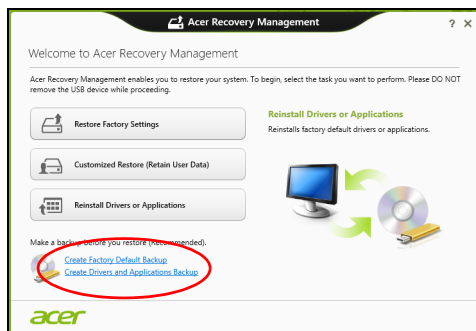 Acer Recovery Management
? X
Welcome to Acer Recovery Management
Acer Recovery Management enables you to restore your system. To begin, select the task you want to perform. Please DO NOT
remove the USB device while proceeding.
Restore Factory Settings
Customized Restore (Retain User Data)
Reinstall Drivers or Applications
Reinstall Drivers or Applications
Reinstalls factory default drivers or applications.
Make a backup before you restore (Recommended).
Create Factory Default Backup
Create Drivers and Applications Backup
acer